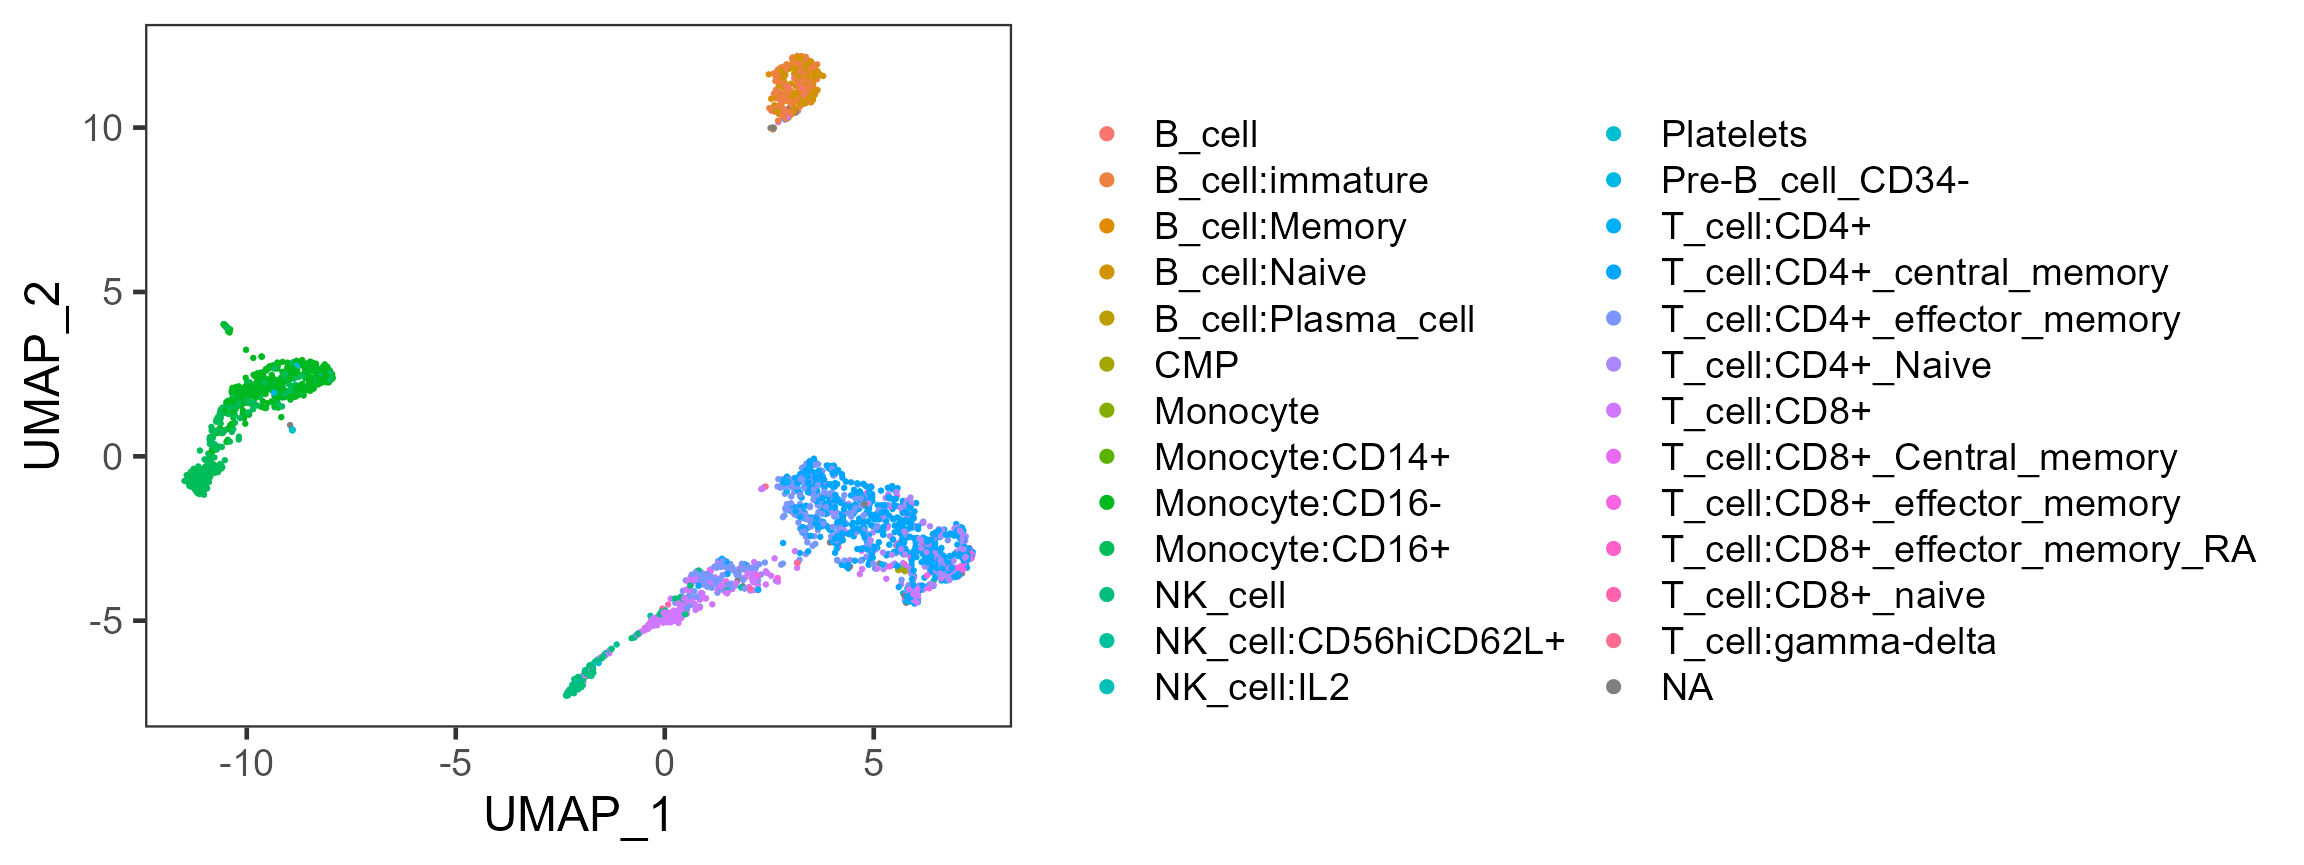 10
5
0
-5
UMAP_2
-10
-5
0
5
UMAP_1
B_cell
B_cell:immature
B_cell:Memory
B_cell:Naive
B_cell:Plasma_cell
CMP
Monocyte
Monocyte:CD14+
Monocyte:CD16-
Monocyte:CD16+
NK_cell
NK_cell:CD56hiCD62L+
NK_cell:IL2
Platelets
Pre-B_cell_CD34-
T_cell:CD4+
T_cell:CD4+_central_memory
T_cell:CD4+_effector_memory
T_cell:CD4+_Naive
T_cell:CD8+
T_cell:CD8+_Central_memory
T_cell:CD8+_effector_memory
T_cell:CD8+_effector_memory_RA
T_cell:CD8+_naive
T_cell:gamma-delta
NA